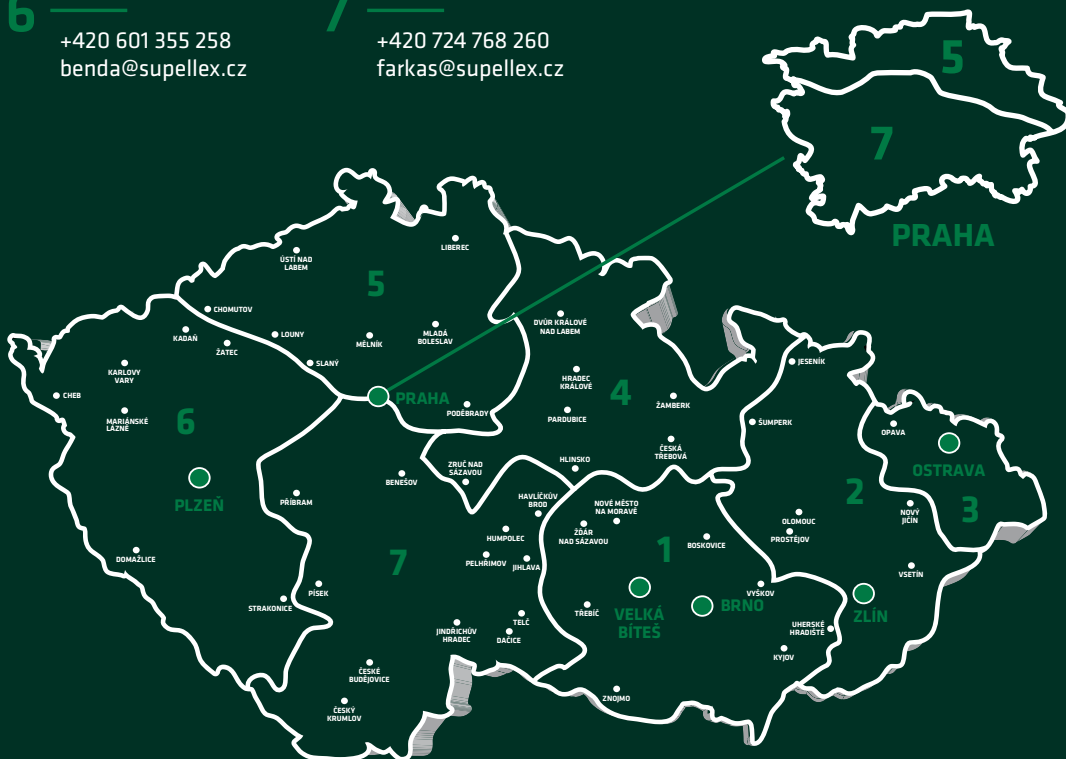 6
+420 601 355 258
benda@supellex.cz
7
+420 724 768 260
farkas@supellex.cz
5
7
PRAHA
LIBEREC
ÚSTÍ NAD
LABEM
5
CHOMUTOV
KADAŇ
ŽATEC
LOUNY
SLANÝ
MĚLNÍK
MLADÁ
BOLESLAV
DVŮR KRÁLOVÉ
NAD LABEM
JESENÍK
KARLOVY
VARY
CHEB
MARIÁNSKÉ
LÁZNĚ
6
PRAHA
PODĚBRADY
HRADEC
KRÁLOVÉ
4
PARDUBICE
ŽAMBERK
ŠUMPERK
OPAVA
OSTRAVA
PLZEŇ
PŘÍBRAM
BENEŠOV
ZRUČ NAD
SÁZAVOU
HLINSKO
ČESKÁ
TŘEBOVÁ
2
3
NOVÝ
JIČÍN
HAVLÍČKŮV
BROD
NOVÉ MĚSTO
NA MORAVĚ
ŽĎÁR
NAD SÁZAVOU
HUMPOLEC
1
BOSKOVICE
OLOMOUC
PROSTĚJOV
DOMAŽLICE
7
PELHŘIMOV
JIHLAVA
VSETÍN
STRAKONICE
PÍSEK
TŘEBÍČ
VELKÁ
BÍTEŠ
BRNO
VYŠKOV
ZLÍN
JINDŘICHŮV
HRADEC
TELČ
DAČICE
UHERSKÉ
HRADIŠTĚ
KYJOV
ČESKÉ
BUDĚJOVICE
ČESKÝ
KRUMLOV
ZNOJMO